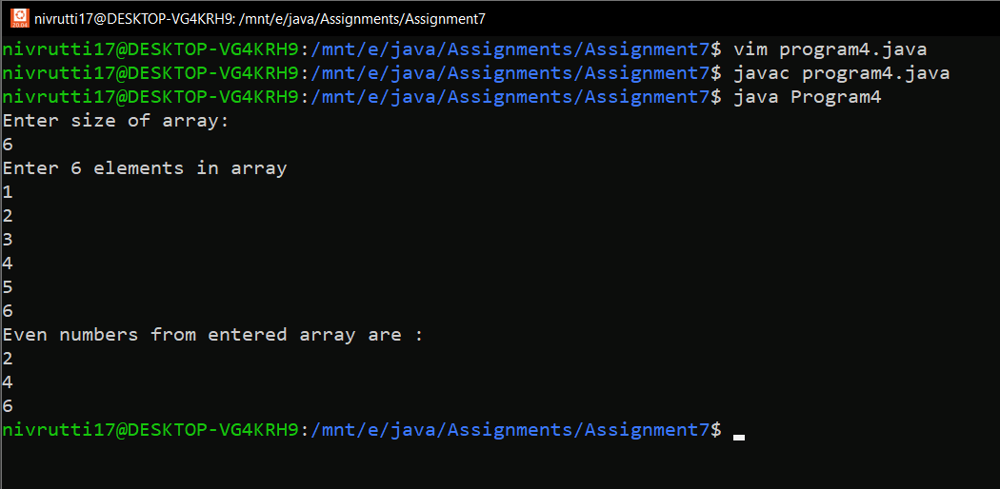 20.04 nivrutti17@DESKTOP-VG4KRH9: /mnt/e/java/Assignments/Assignment7
nivrutti17@DESKTOP-VG4KRH9:/mnt/e/java/Assignments/Assignment7$ vim program4.java
nivrutti17@DESKTOP-VG4KRH9:/mnt/e/java/Assignments/Assignment7$ javac program4.java
nivrutti17@DESKTOP-VG4KRH9:/mnt/e/java/Assignments/Assignment7$ java Program4
Enter size of array:
6
Enter 6 elements in array
1
2
3
4
5
6
Even numbers from entered array are :
2
4
6
nivrutti17@DESKTOP-VG4KRH9:/mnt/e/java/Assignments/Assignment7$